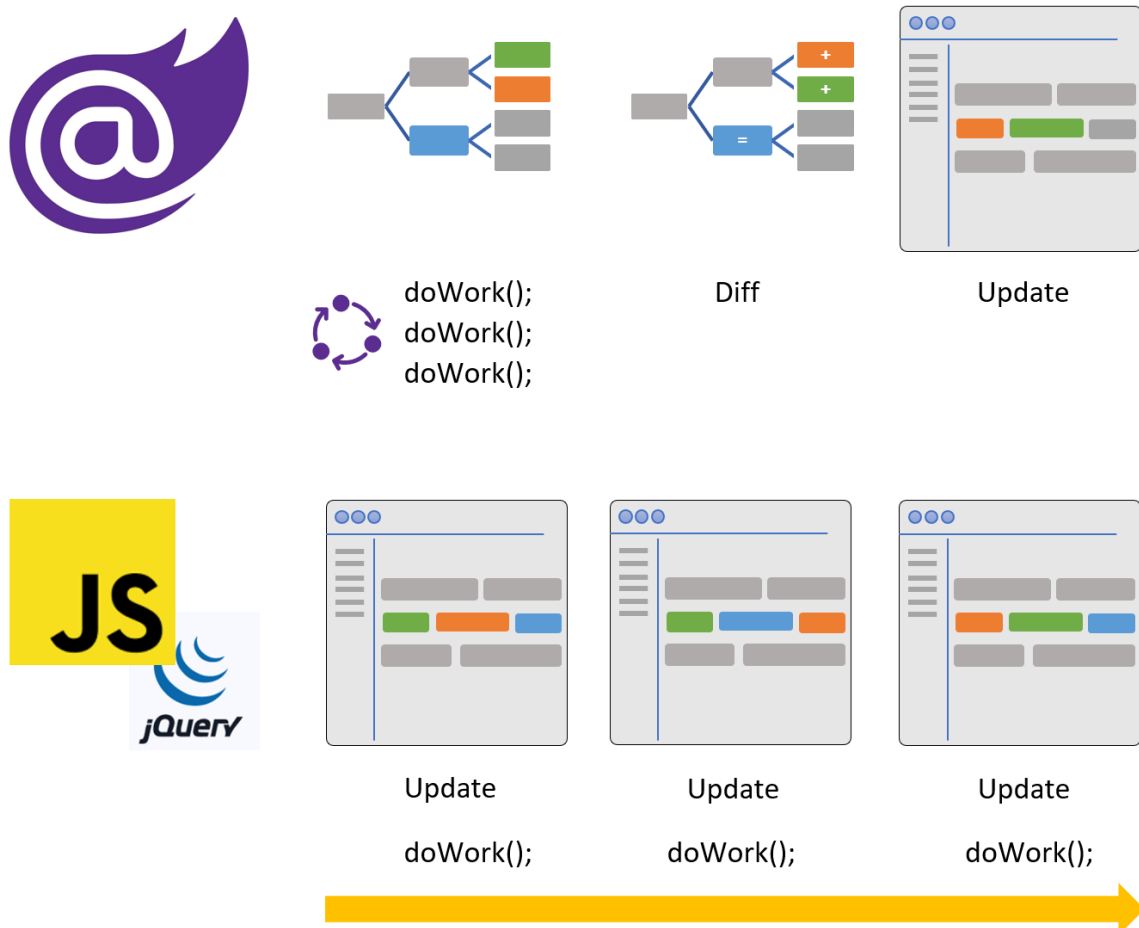 @
+
+
=
doWork();
doWork();
doWork();
Diff
Update
JS
jQuery
Update
Update
Update
doWork();
doWork();
doWork();